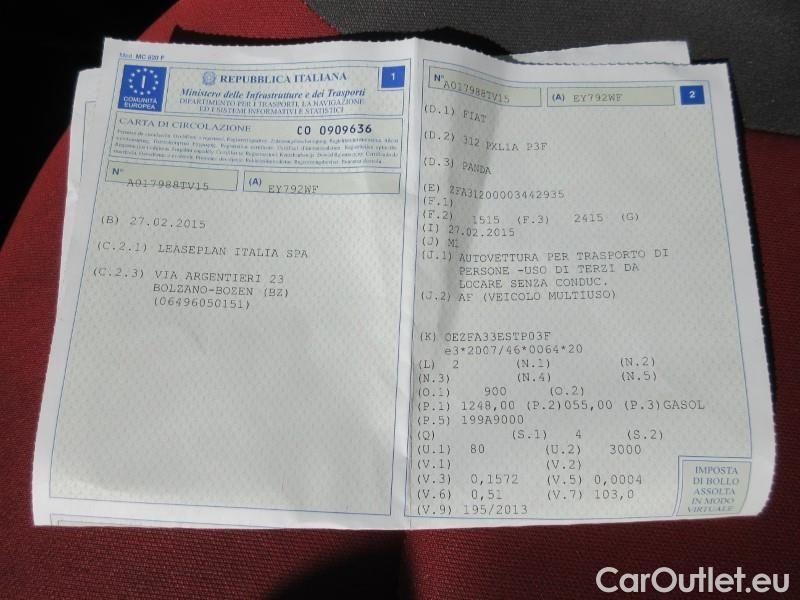 Mod. MC 820 F
I
COMUNITÀ
EUROPEA
REPUBBLICA ITALIANA
1
Ministero delle Infrastrutture e dei Trasporti
DIPARTIMENTO PER I TRASPORTI, LA NAVIGAZIONE
ED I SISTEMI INFORMATIVI E STATISTICI
CARTA DI CIRCOLAZIONE CO 0909636
N° A017988TV15 (A) EY792WF
(B) 27.02.2015
(C.2.1) LEASEPLAN ITALIA SPA
(C.2.3) VIA ARGENTIERI 23
BOLZANO-BOZEN (BZ)
(06496050151)
N° A017988TV15 (A) EY792WF 2
(D.1) FIAT
(D.2) 312 PXL1A P3F
(D.3) PANDA
(E) ZFA31200003442935
(F.1)
(F.2) 1515 (F.3) 2415 (G)
(I) 27.02.2015
(J) M1
(J.1) AUTOVETTURA PER TRASPORTO DI
PERSONE -USO DI TERZI DA
LOCARE SENZA CONDUC.
(J.2) AF (VEICOLO MULTIUSO)
(K) OEZFA33ESTP03F
e3*2007/46*0064*20
(L) 2 (N.1) (N.2)
(N.3) (N.4) (N.5)
(O.1) 900 (O.2)
(P.1) 1248,00 (P.2)055,00 (P.3)GASOL
(P.5) 199A9000
(Q) (S.1) 4 (S.2)
(U.1) 80 (U.2) 3000
(V.1) (V.2)
(V.3) 0,1572 (V.5) 0,0004
(V.6) 0,51 (V.7) 103,0
(V.9) 195/2013
IMPOSTA
DI BOLLO
ASSOLTA
IN MODO
VIRTUALE
CarOutlet.eu